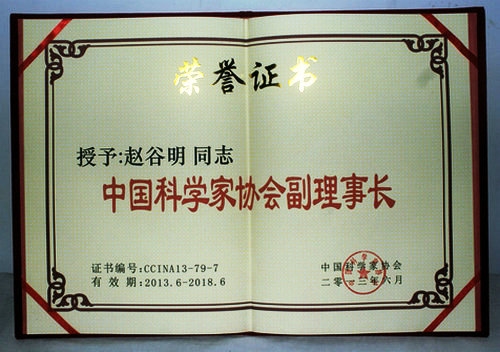 荣誉证书
授予:赵谷明 同志
中国科学家协会副理事长
证书编号:CCINA13-79-7
有 效 期:2013.6-2018.6
中国科学家协会
二零一三年六月